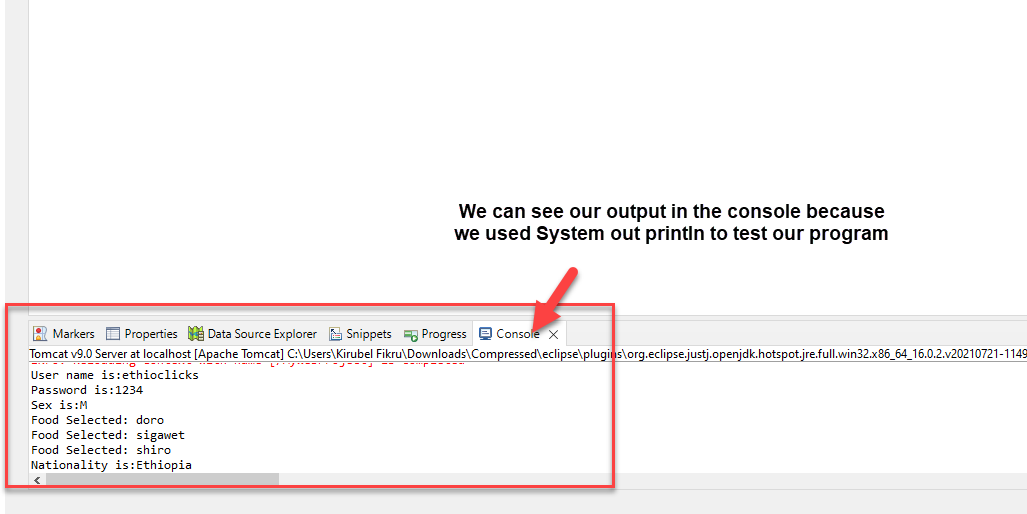 We can see our output in the console because
we used System out println to test our program
Markers Properties Data Source Explorer Snippets Progress Console
Tomcat v9.0 Server at localhost [Apache Tomcat] C:\Users\Kirubel Fikru\Downloads\Compressed\eclipse\plugins\org.eclipse.justj.openjdk.hotspot.jre.full.win32.x86_64_16.0.2.v20210721-1149
User name is:ethioclicks
Password is:1234
Sex is:M
Food Selected: doro
Food Selected: sigawet
Food Selected: shiro
Nationality is:Ethiopia